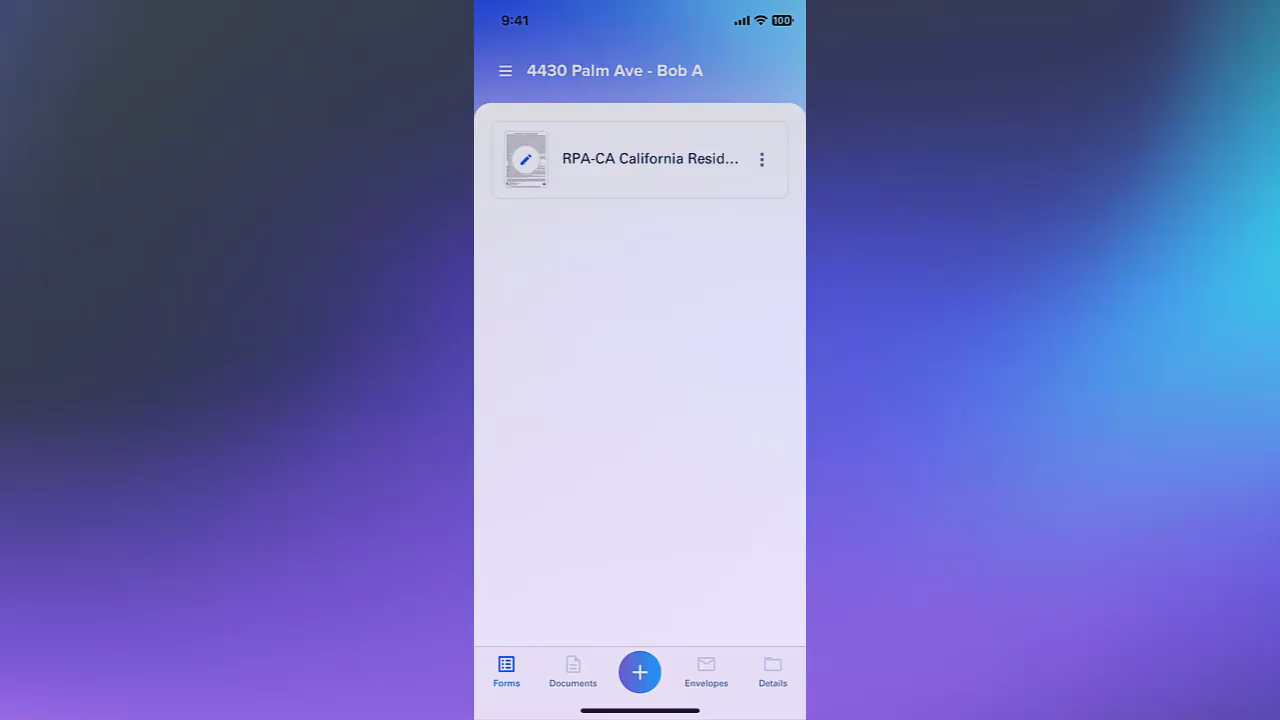 9:41
100
4430 Palm Ave - Bob A
RPA-CA California Resid...
Forms
Documents
Envelopes
Details